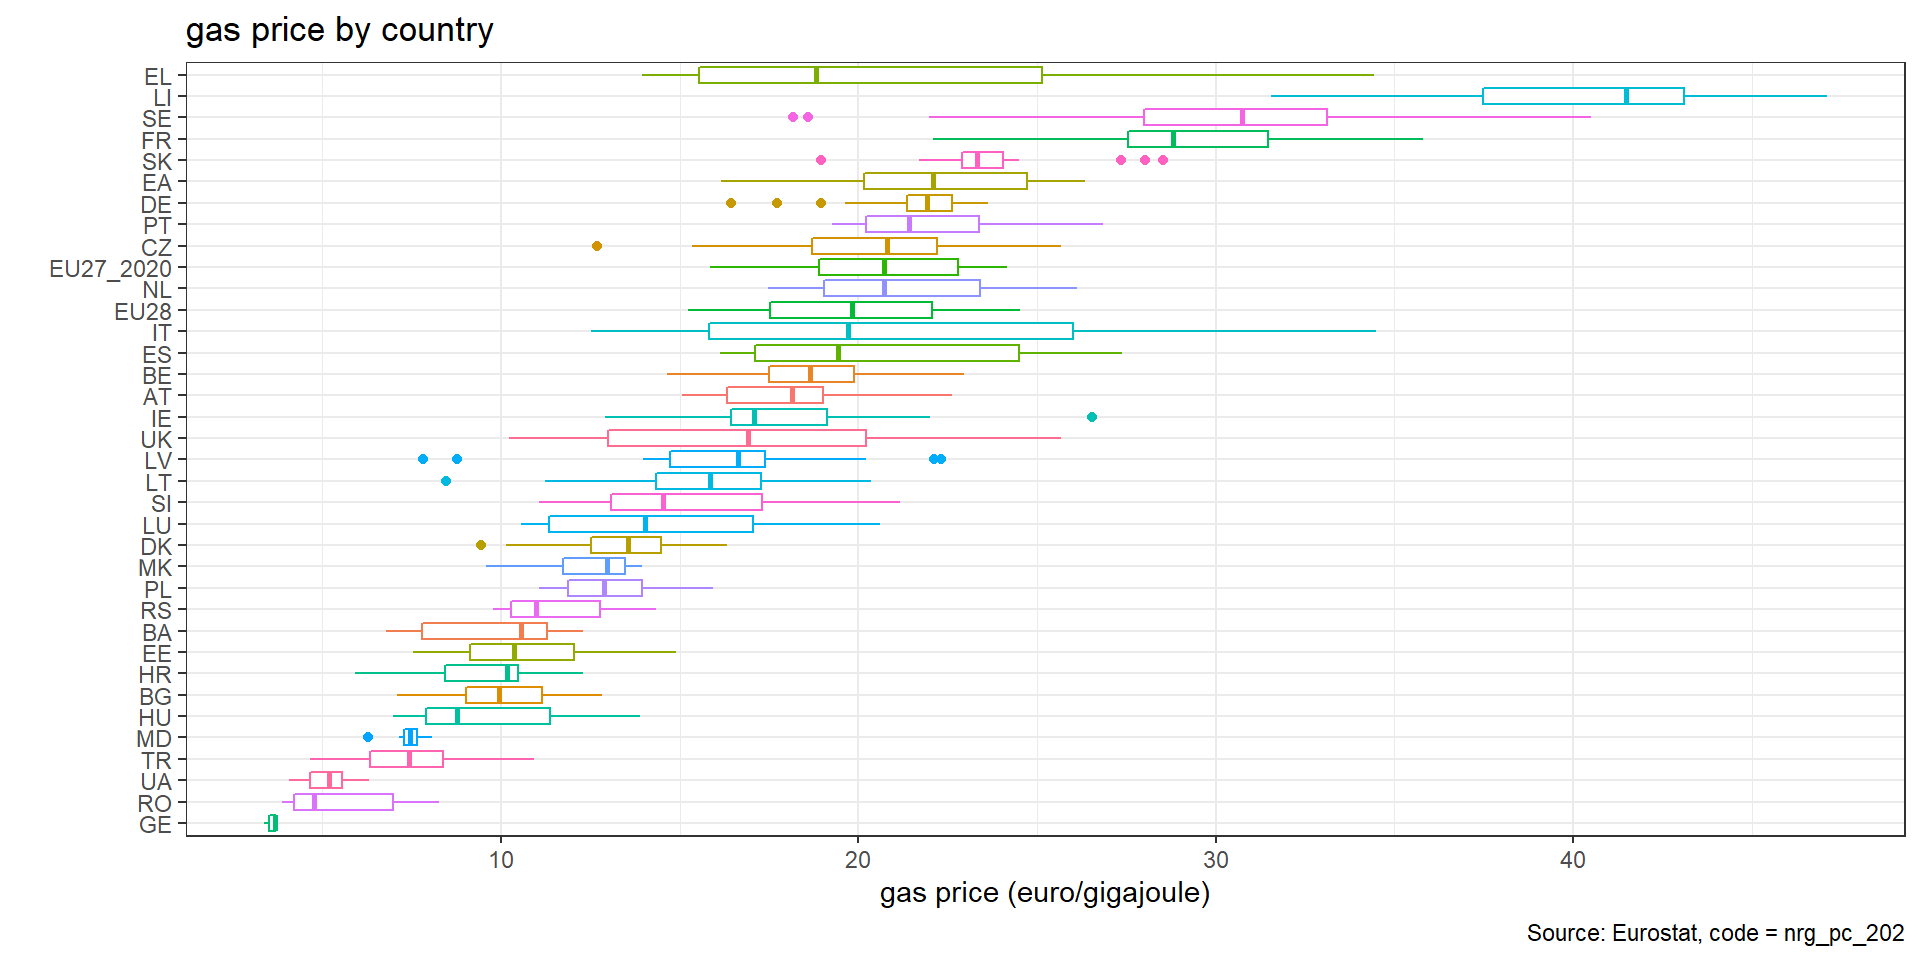 gas price by country
EL
LI
SE
FR
SK
EA
DE
PT
CZ
EU27_2020
NL
EU28
IT
ES
BE
AT
IE
UK
LV
LT
SI
LU
DK
MK
PL
RS
BA
EE
HR
BG
HU
MD
TR
UA
RO
GE
10 20 30 40
gas price (euro/gigajoule)
Source: Eurostat, code = nrg_pc_202